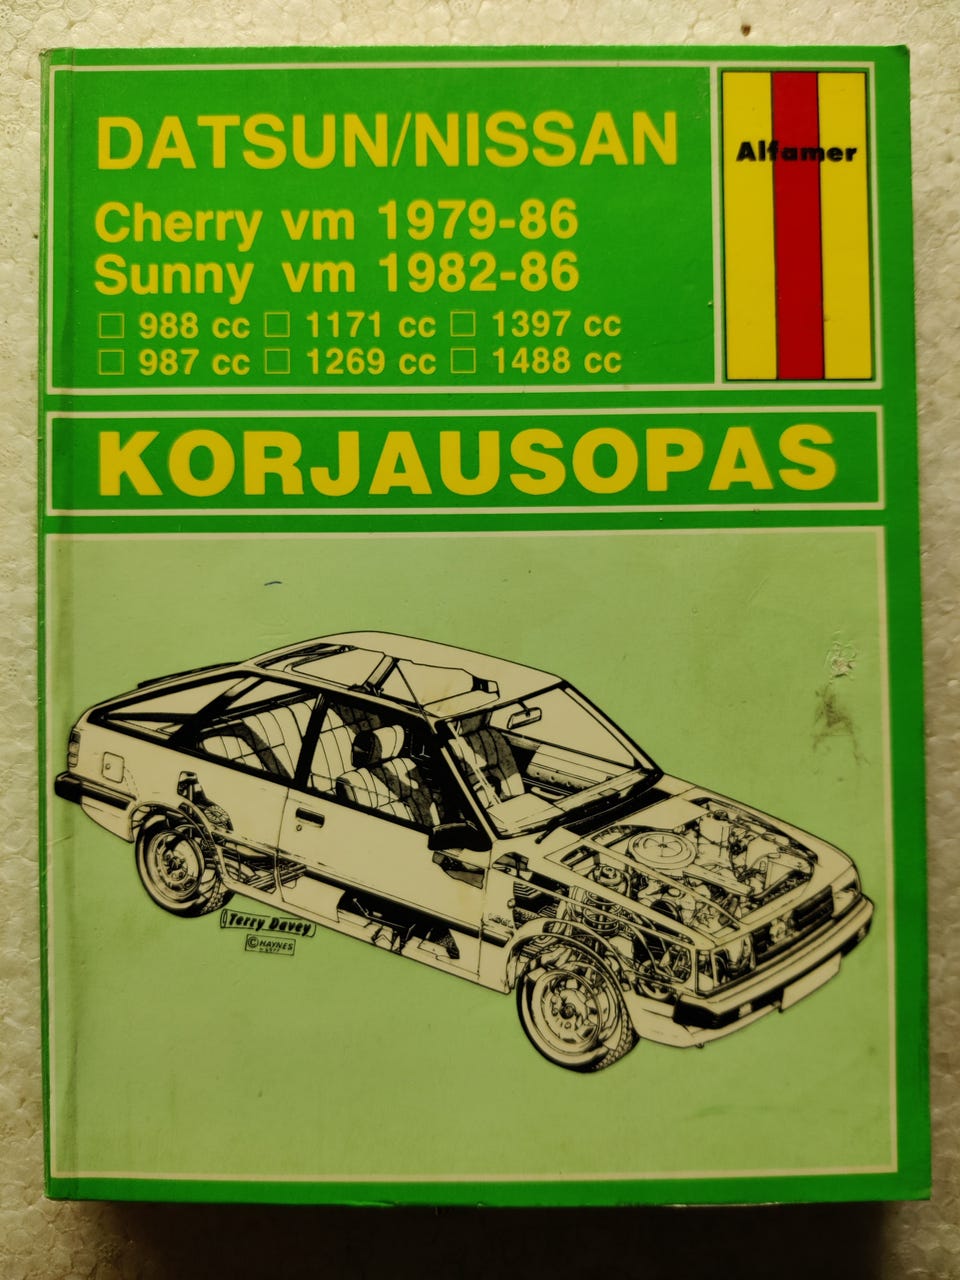 DATSUN/NISSAN
Alfamer
Cherry vm 1979-86
Sunny vm 1982-86
988 cc 1171 cc 1397 cc
987 cc 1269 cc 1488 cc
KORJAUSOPAS
Terry Davey
© HAYNES